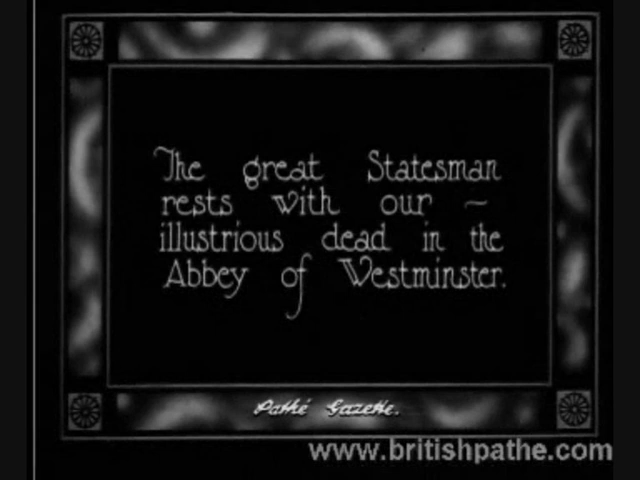 The great Statesman
rests with our ~
illustrious dead in the
Abbey of Westminster.
Pathé Gazette.
www.britishpathe.com